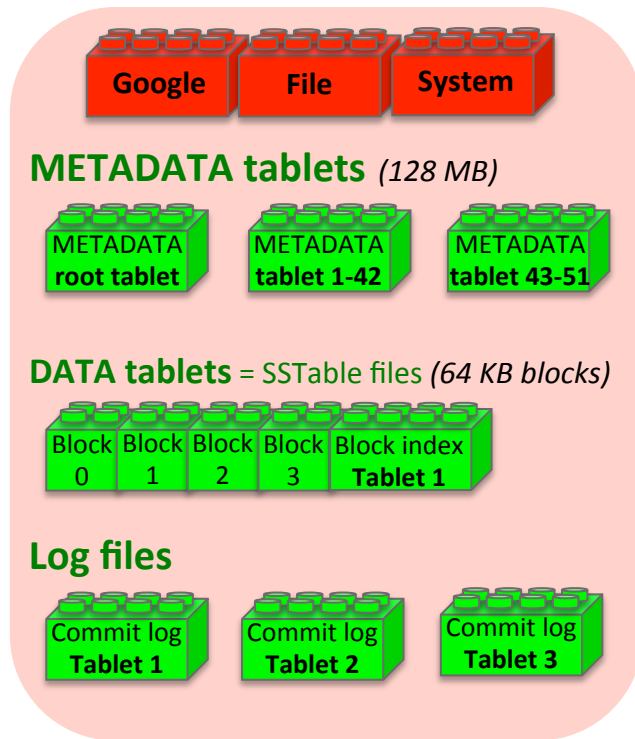 Google File System
METADATA tablets (128 MB)
METADATA
root tablet
METADATA
tablet 1-42
METADATA
tablet 43-51
DATA tablets = SSTable files (64 KB blocks)
Block
0
Block
1
Block
2
Block
3
Block index
Tablet 1
Log files
Commit log
Tablet 1
Commit log
Tablet 2
Commit log
Tablet 3